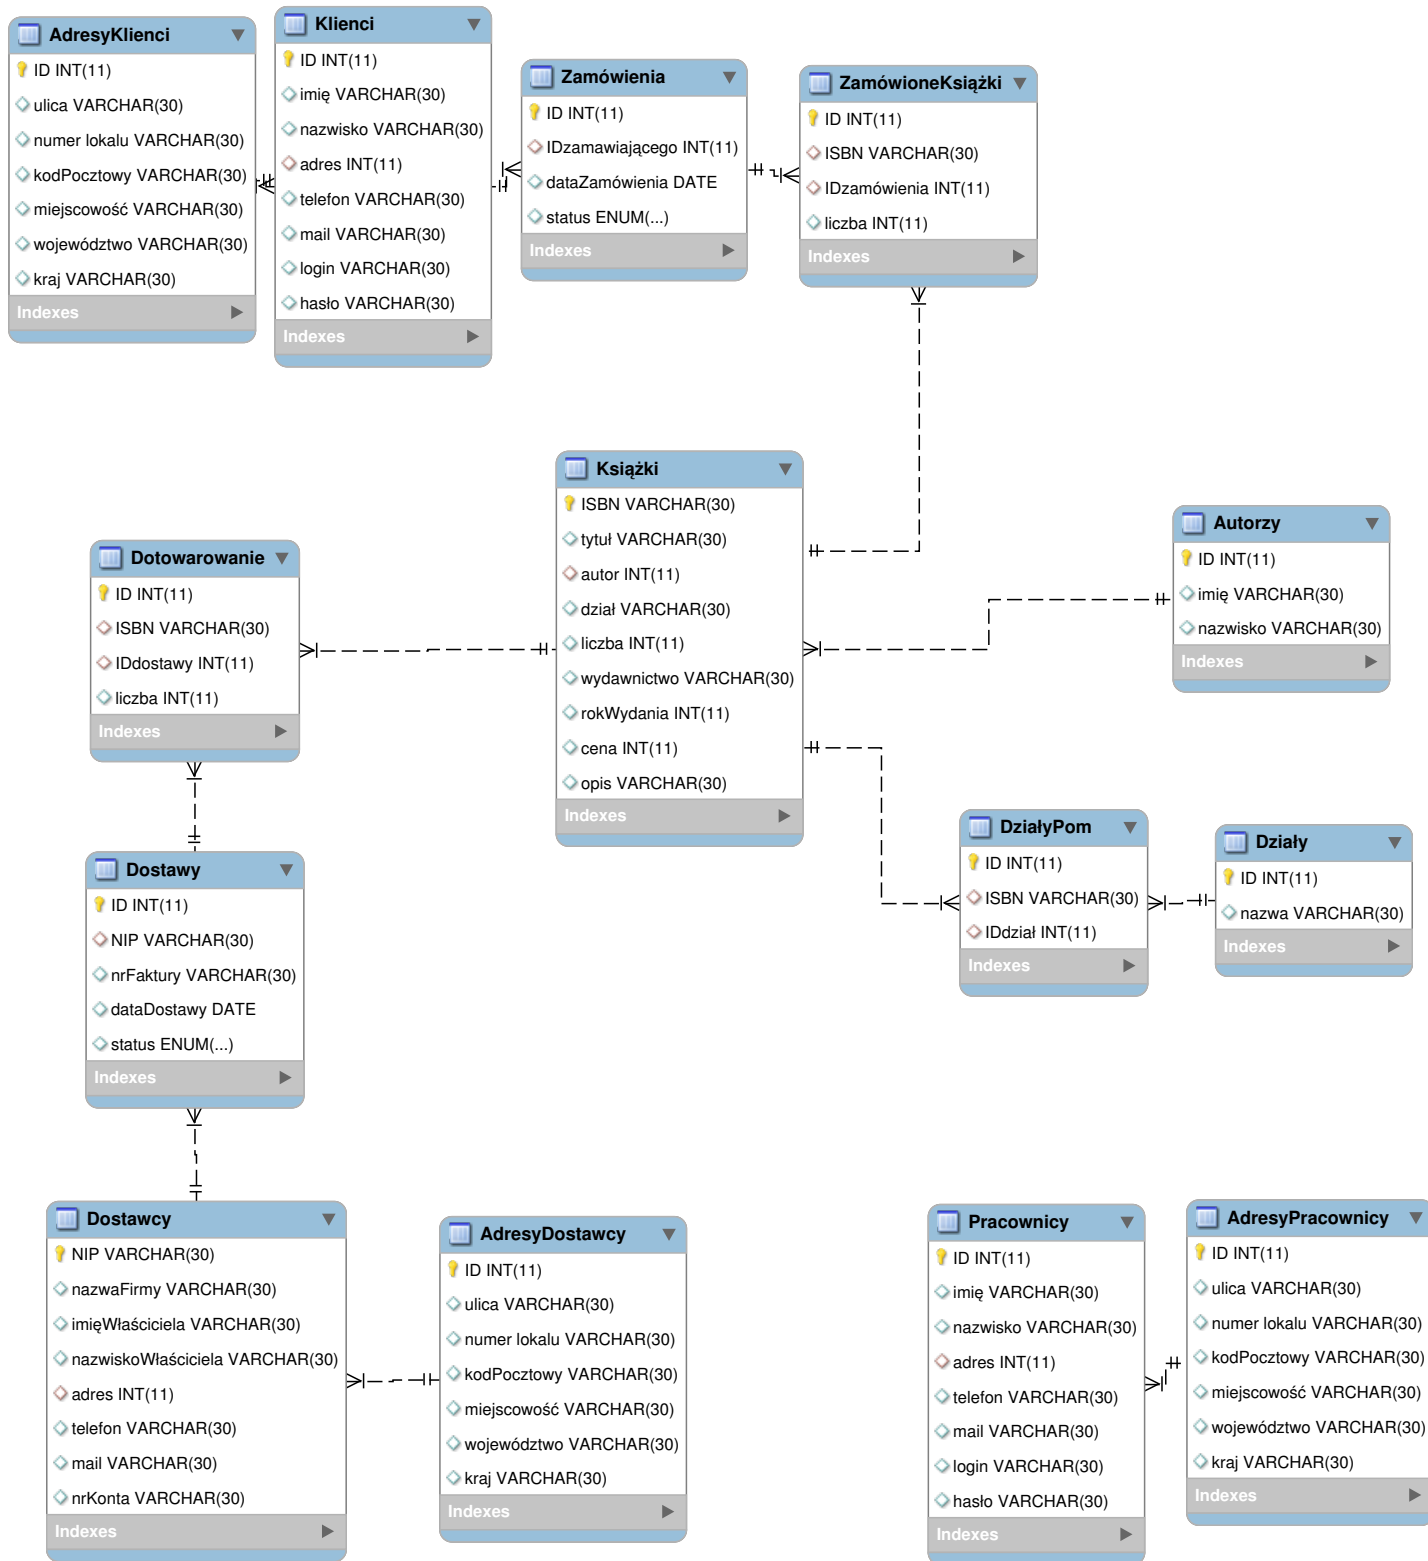 AdresyKlienci
ID INT(11)
ulica VARCHAR(30)
numer lokalu VARCHAR(30)
kodPocztowy VARCHAR(30)
miejscowość VARCHAR(30)
województwo VARCHAR(30)
kraj VARCHAR(30)
Indexes
Klienci
ID INT(11)
imię VARCHAR(30)
nazwisko VARCHAR(30)
adres INT(11)
telefon VARCHAR(30)
mail VARCHAR(30)
login VARCHAR(30)
hasło VARCHAR(30)
Indexes
Zamówienia
ID INT(11)
IDzamawiającego INT(11)
dataZamówienia DATE
status ENUM(...)
Indexes
ZamówioneKsiążki
ID INT(11)
ISBN VARCHAR(30)
IDzamówienia INT(11)
liczba INT(11)
Indexes
Książki
ISBN VARCHAR(30)
tytuł VARCHAR(30)
autor INT(11)
dział VARCHAR(30)
liczba INT(11)
wydawnictwo VARCHAR(30)
rokWydania INT(11)
cena INT(11)
opis VARCHAR(30)
Indexes
Autorzy
ID INT(11)
imię VARCHAR(30)
nazwisko VARCHAR(30)
Indexes
Dotowarowanie
ID INT(11)
ISBN VARCHAR(30)
IDdostawy INT(11)
liczba INT(11)
Indexes
DziałyPom
ID INT(11)
ISBN VARCHAR(30)
IDdział INT(11)
Indexes
Działy
ID INT(11)
nazwa VARCHAR(30)
Indexes
Dostawy
ID INT(11)
NIP VARCHAR(30)
nrFaktury VARCHAR(30)
dataDostawy DATE
status ENUM(...)
Indexes
Dostawcy
NIP VARCHAR(30)
nazwaFirmy VARCHAR(30)
imięWłaściciela VARCHAR(30)
nazwiskoWłaściciela VARCHAR(30)
adres INT(11)
telefon VARCHAR(30)
mail VARCHAR(30)
nrKonta VARCHAR(30)
Indexes
AdresyDostawcy
ID INT(11)
ulica VARCHAR(30)
numer lokalu VARCHAR(30)
kodPocztowy VARCHAR(30)
miejscowość VARCHAR(30)
województwo VARCHAR(30)
kraj VARCHAR(30)
Indexes
Pracownicy
ID INT(11)
imię VARCHAR(30)
nazwisko VARCHAR(30)
adres INT(11)
telefon VARCHAR(30)
mail VARCHAR(30)
login VARCHAR(30)
hasło VARCHAR(30)
Indexes
AdresyPracownicy
ID INT(11)
ulica VARCHAR(30)
numer lokalu VARCHAR(30)
kodPocztowy VARCHAR(30)
miejscowość VARCHAR(30)
województwo VARCHAR(30)
kraj VARCHAR(30)
Indexes